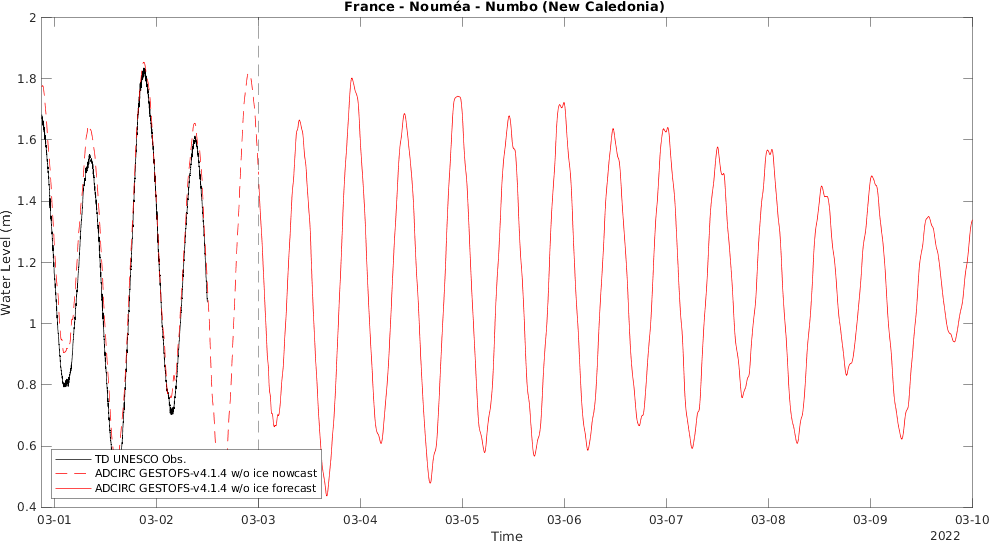 France - Nouméa - Numbo (New Caledonia)
Water Level (m)
2
1.8
1.6
1.4
1.2
1
0.8
0.6
0.4
TD UNESCO Obs.
ADCIRC GESTOFS-v4.1.4 w/o ice nowcast
ADCIRC GESTOFS-v4.1.4 w/o ice forecast
03-01 03-02 03-03 03-04 03-05 03-06 03-07 03-08 03-09 03-10
Time
2022